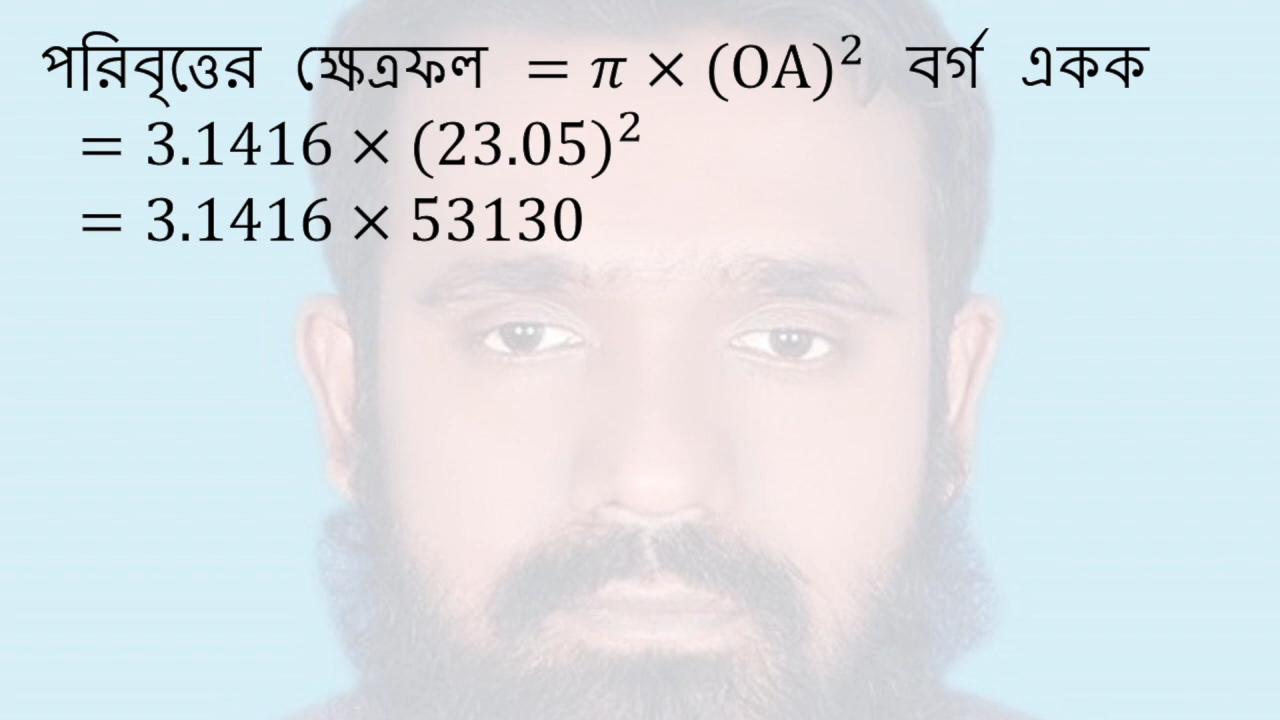 পরিবৃত্তের ক্ষেত্রফল = π × (OA)²  বর্গ একক
= 3.1416 × (23.05)²
= 3.1416 × 53130